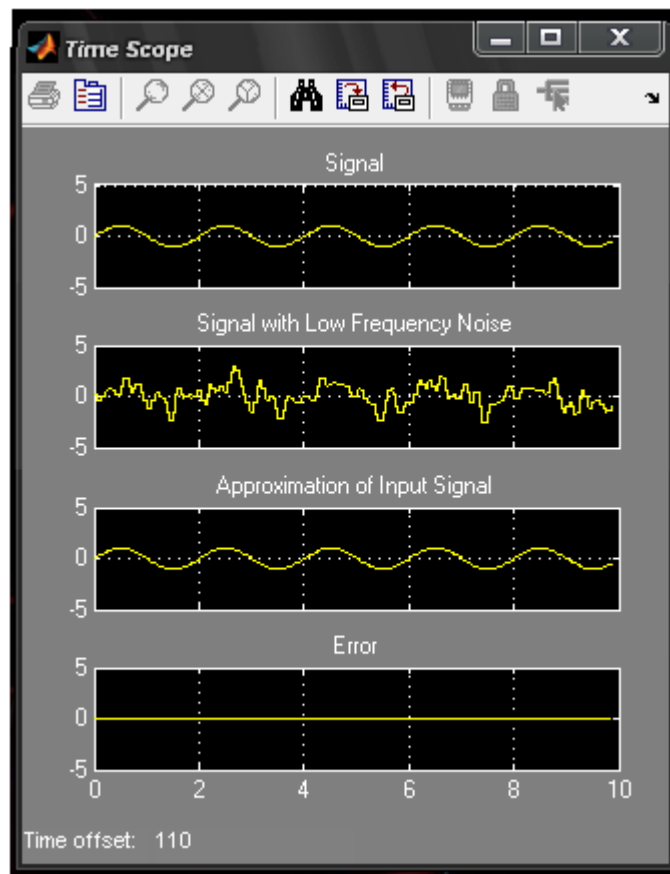 Time Scope
Signal
5
0
-5
Signal with Low Frequency Noise
5
0
-5
Approximation of Input Signal
5
0
-5
Error
5
0
-5
0 2 4 6 8 10
Time offset: 110